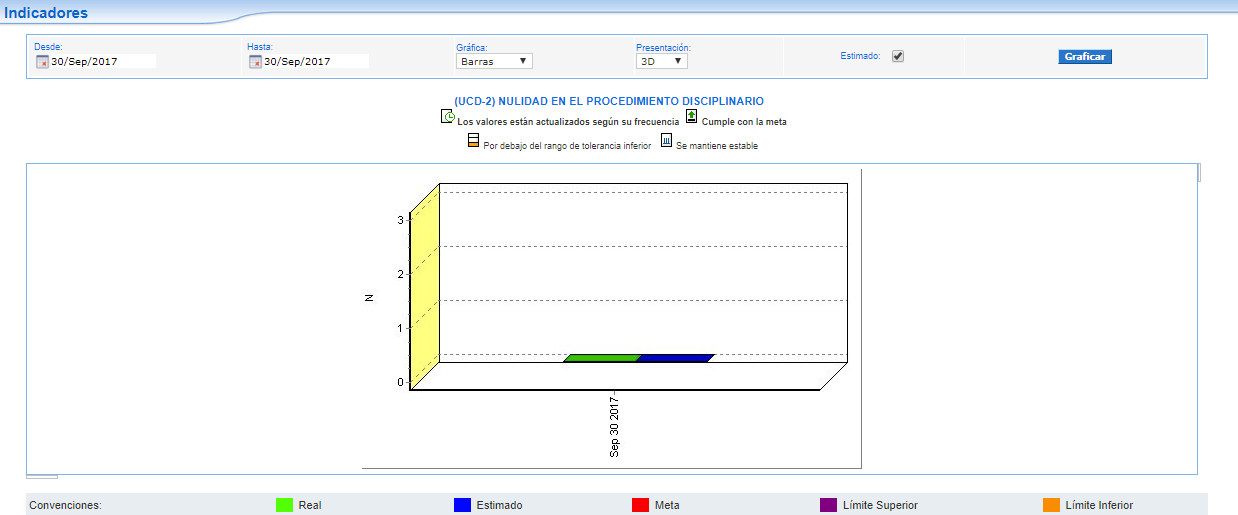 Indicadores
Desde: Hasta: Gráfica: Presentación: Estimado:
30/Sep/2017 30/Sep/2017 Barras 3D Graficar
(UCD-2) NULIDAD EN EL PROCEDIMIENTO DISCIPLINARIO
Los valores están actualizados según su frecuencia Cumple con la meta
Por debajo del rango de tolerancia inferior Se mantiene estable
3
2
N
1
0
Sep 30 2017
Convenciones: Real Estimado Meta Límite Superior Límite Inferior